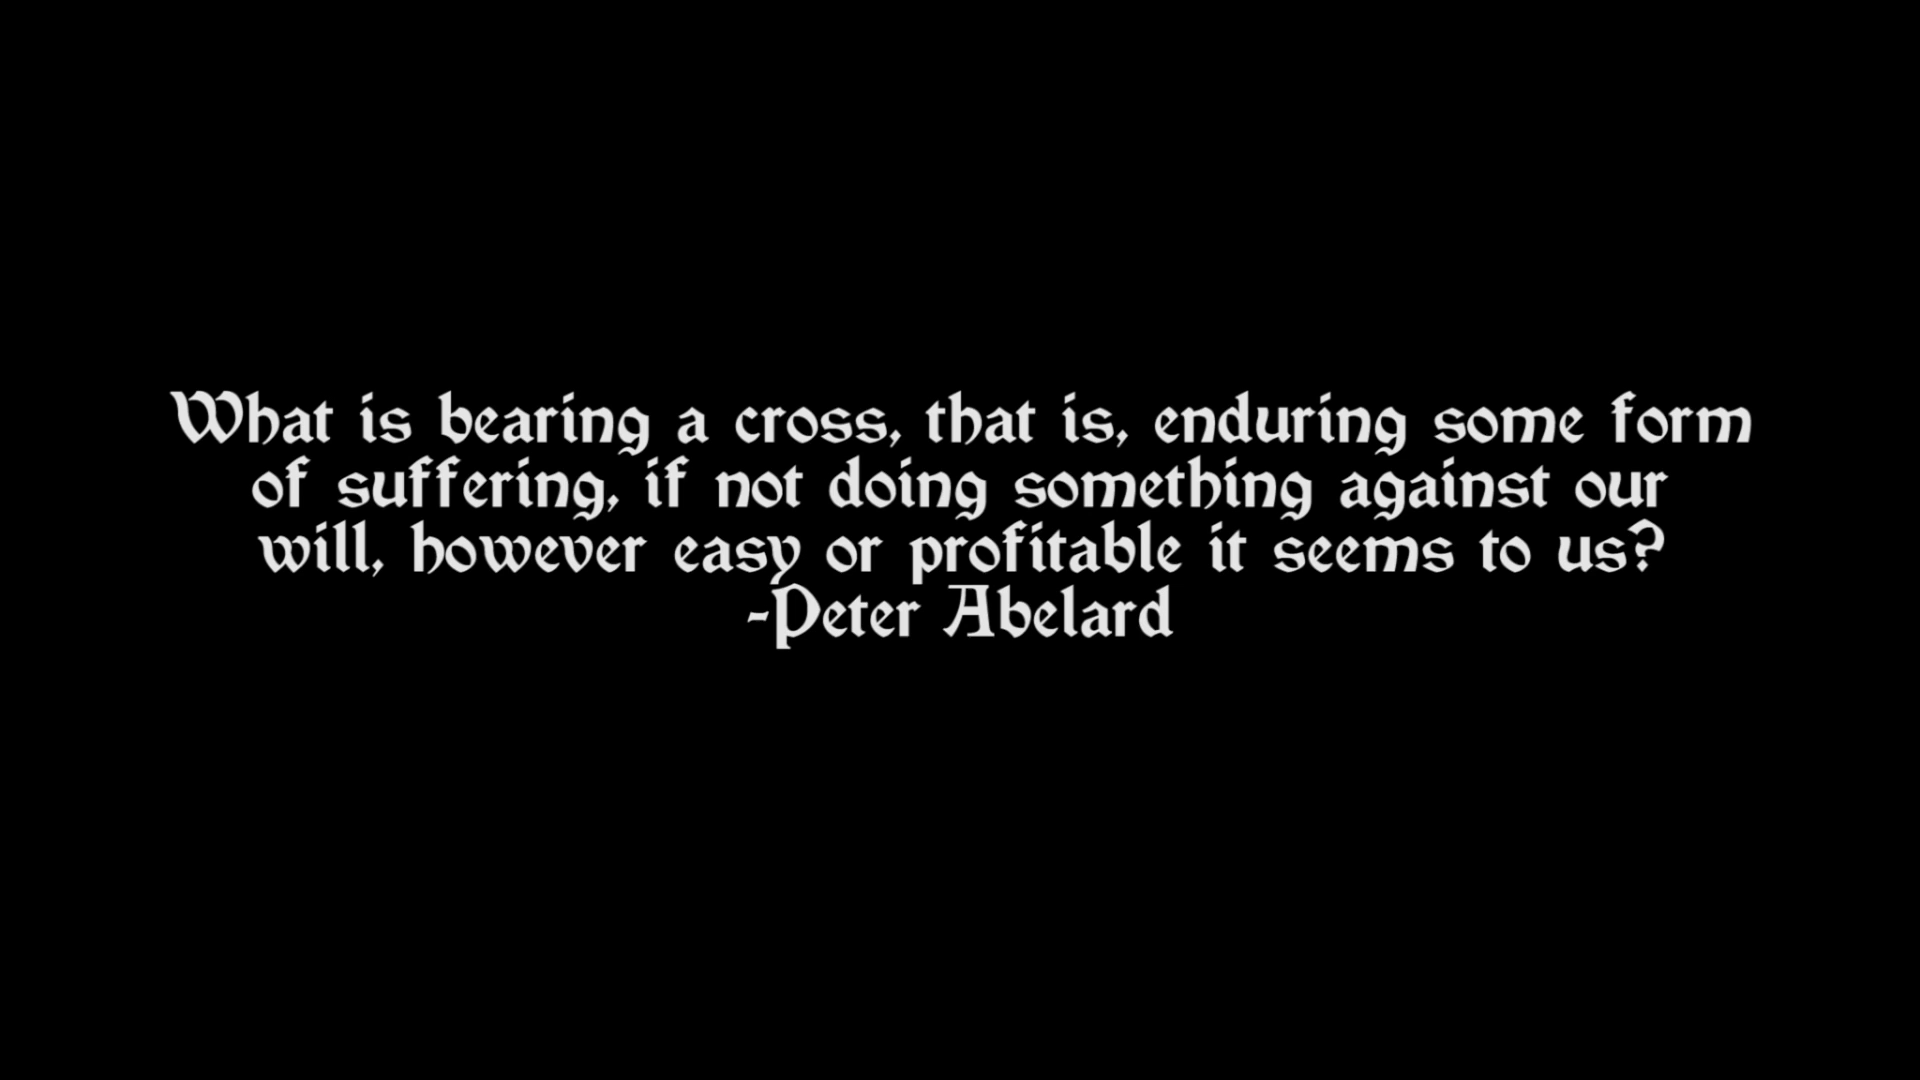 What is bearing a cross, that is, enduring some form
of suffering, if not doing something against our
will, however easy or profitable it seems to us?
-Peter Abelard